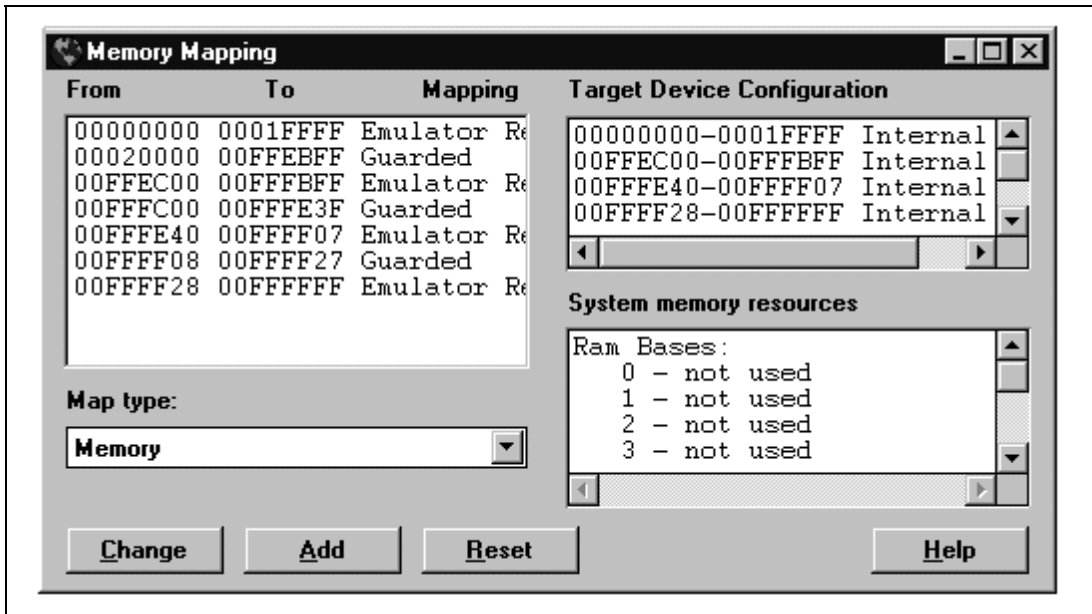 Memory Mapping
From To Mapping
00000000 0001FFFF Emulator Re
00020000 00FFEBFF Guarded
00FFEC00 00FFFBFF Emulator Re
00FFFC00 00FFFE3F Guarded
00FFFE40 00FFFF07 Emulator Re
00FFFF08 00FFFF27 Guarded
00FFFF28 00FFFFFF Emulator Re
Map type:
Memory
Target Device Configuration
00000000-0001FFFF Internal
00FFEC00-00FFFBFF Internal
00FFFE40-00FFFF07 Internal
00FFFF28-00FFFFFF Internal
System memory resources
Ram Bases:
0 - not used
1 - not used
2 - not used
3 - not used
Change Add Reset Help